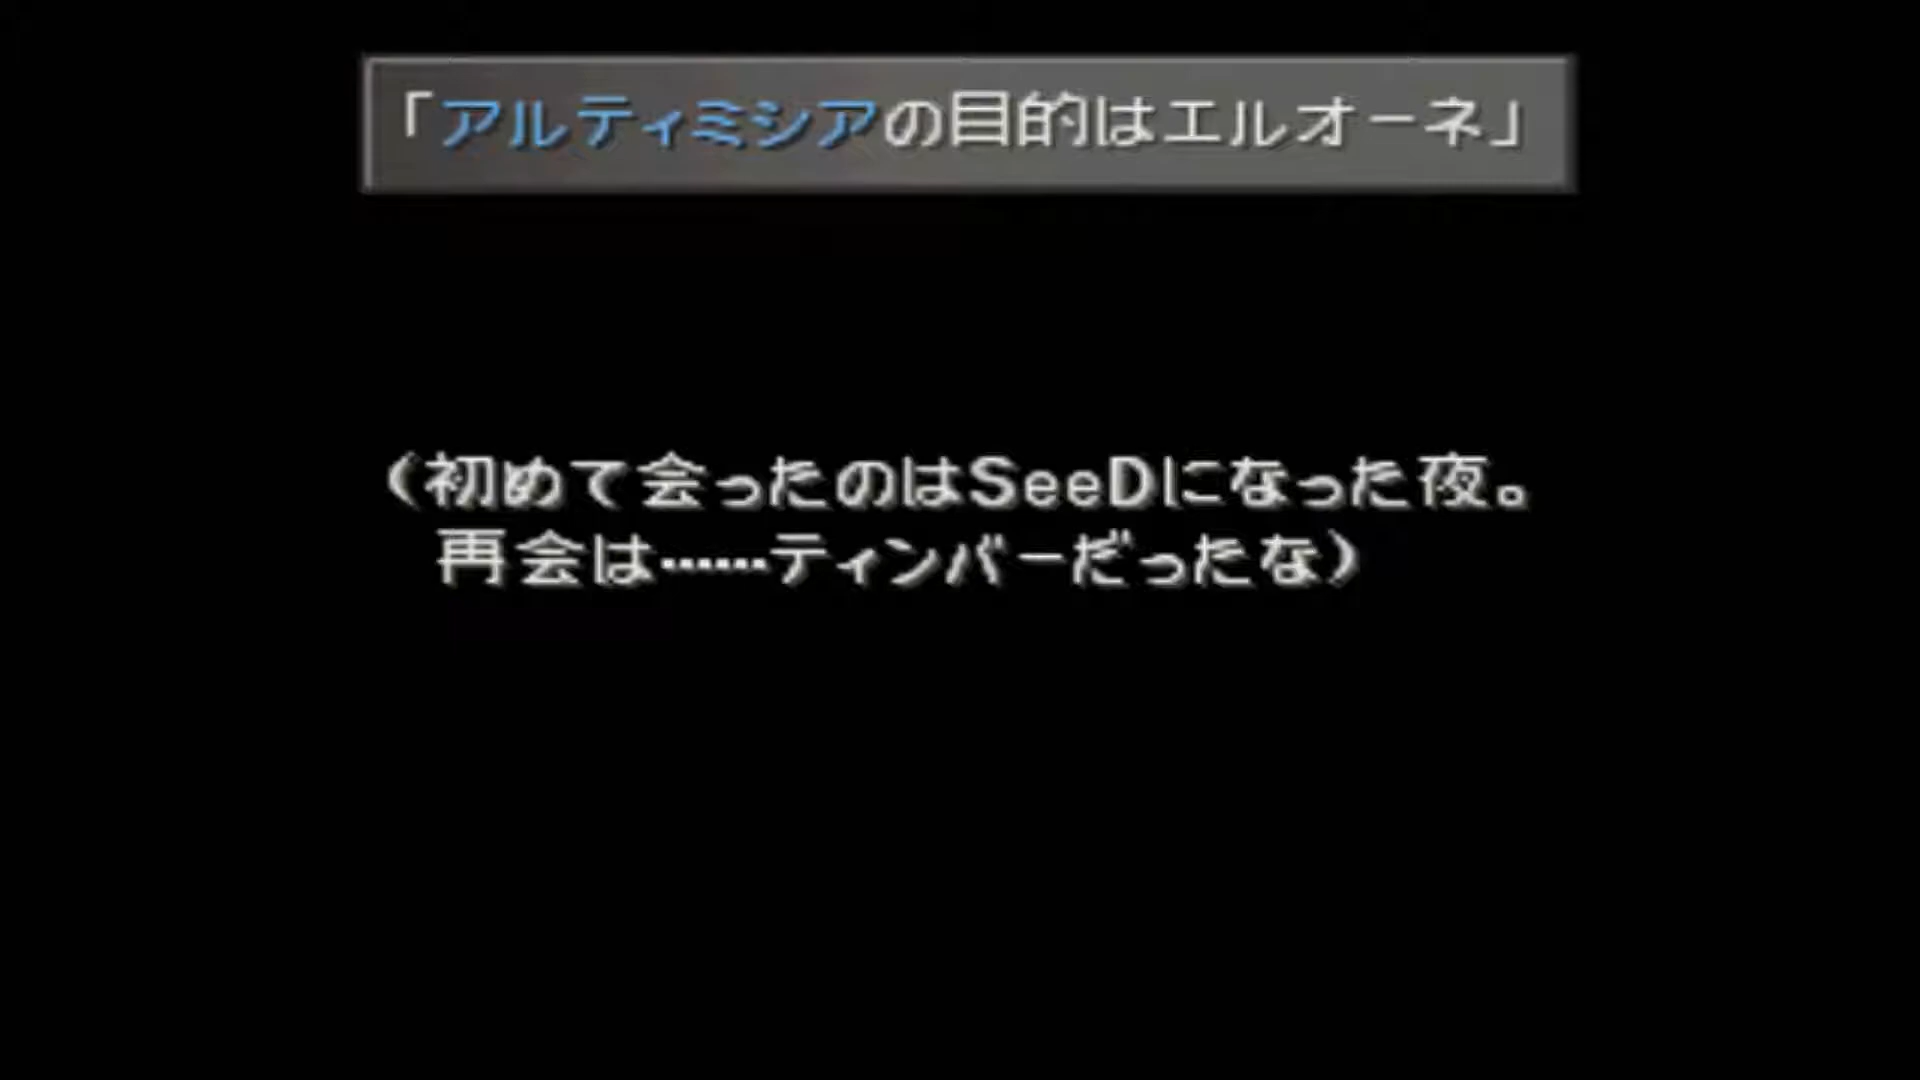 「アルティミシアの目的はエルオーネ」
（初めて会ったのはSeeDになった夜。
再会は……ティンバーだったな）